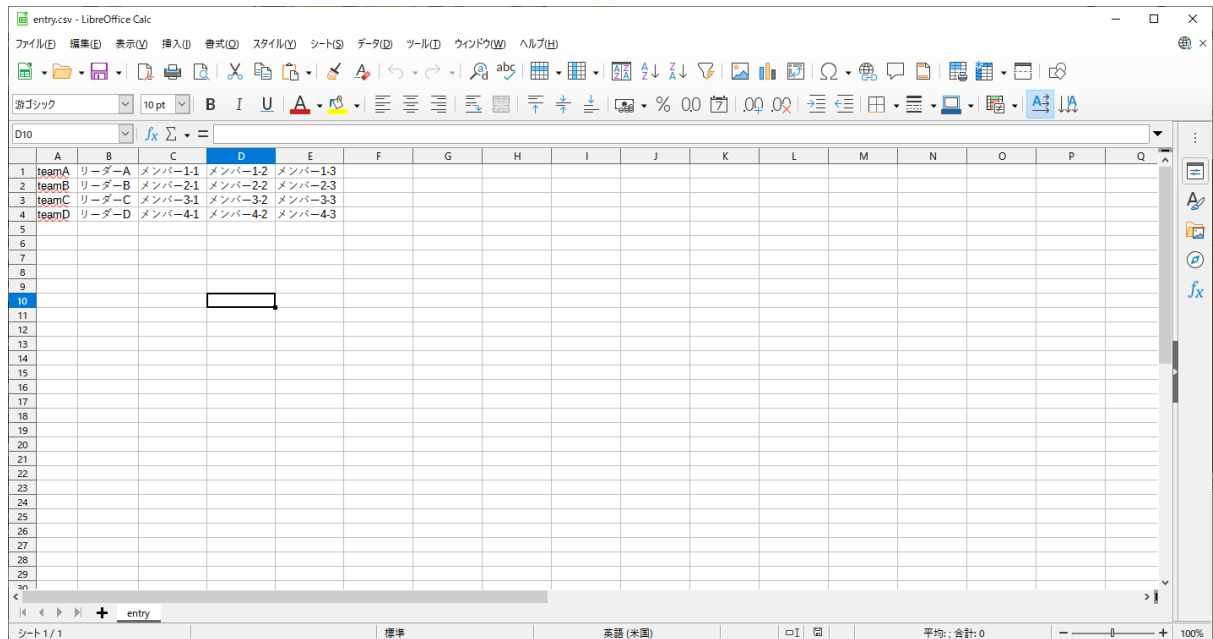 entry.csv - LibreOffice Calc
ファイル(F) 編集(E) 表示(V) 挿入(I) 書式(O) スタイル(Y) シート(S) データ(D) ツール(T) ウィンドウ(W) ヘルプ(H)
游ゴシック 10 pt B I U A % 0.0 7 .00 .00
D10 fx Σ =
A B C D E F G H I J K L M N O P Q
1 teamA リーダーA メンバー1-1 メンバー1-2 メンバー1-3
2 teamB リーダーB メンバー2-1 メンバー2-2 メンバー2-3
3 teamC リーダーC メンバー3-1 メンバー3-2 メンバー3-3
4 teamD リーダーD メンバー4-1 メンバー4-2 メンバー4-3
5
6
7
8
9
10
11
12
13
14
15
16
17
18
19
20
21
22
23
24
25
26
27
28
29
30
entry
シート 1 / 1 標準 英語 (米国) 平均: ; 合計: 0 100%